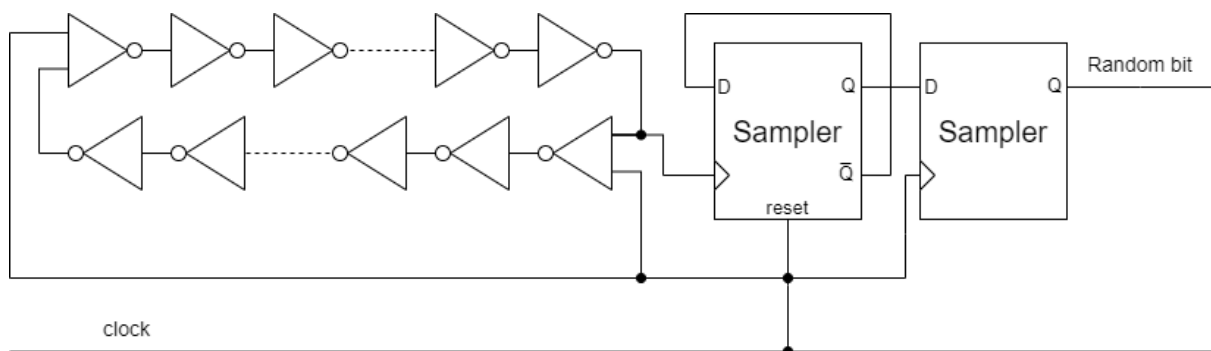 D
Q
D
Q
Random bit
Sampler
Sampler
Q̅
reset
clock